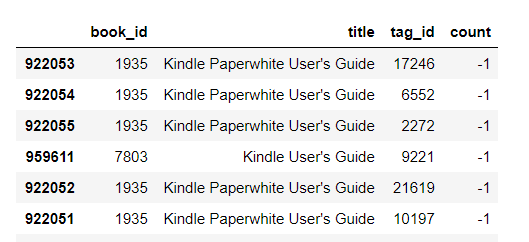 book_id title tag_id count
922053 1935 Kindle Paperwhite User's Guide 17246 -1
922054 1935 Kindle Paperwhite User's Guide 6552 -1
922055 1935 Kindle Paperwhite User's Guide 2272 -1
959611 7803 Kindle User's Guide 9221 -1
922052 1935 Kindle Paperwhite User's Guide 21619 -1
922051 1935 Kindle Paperwhite User's Guide 10197 -1